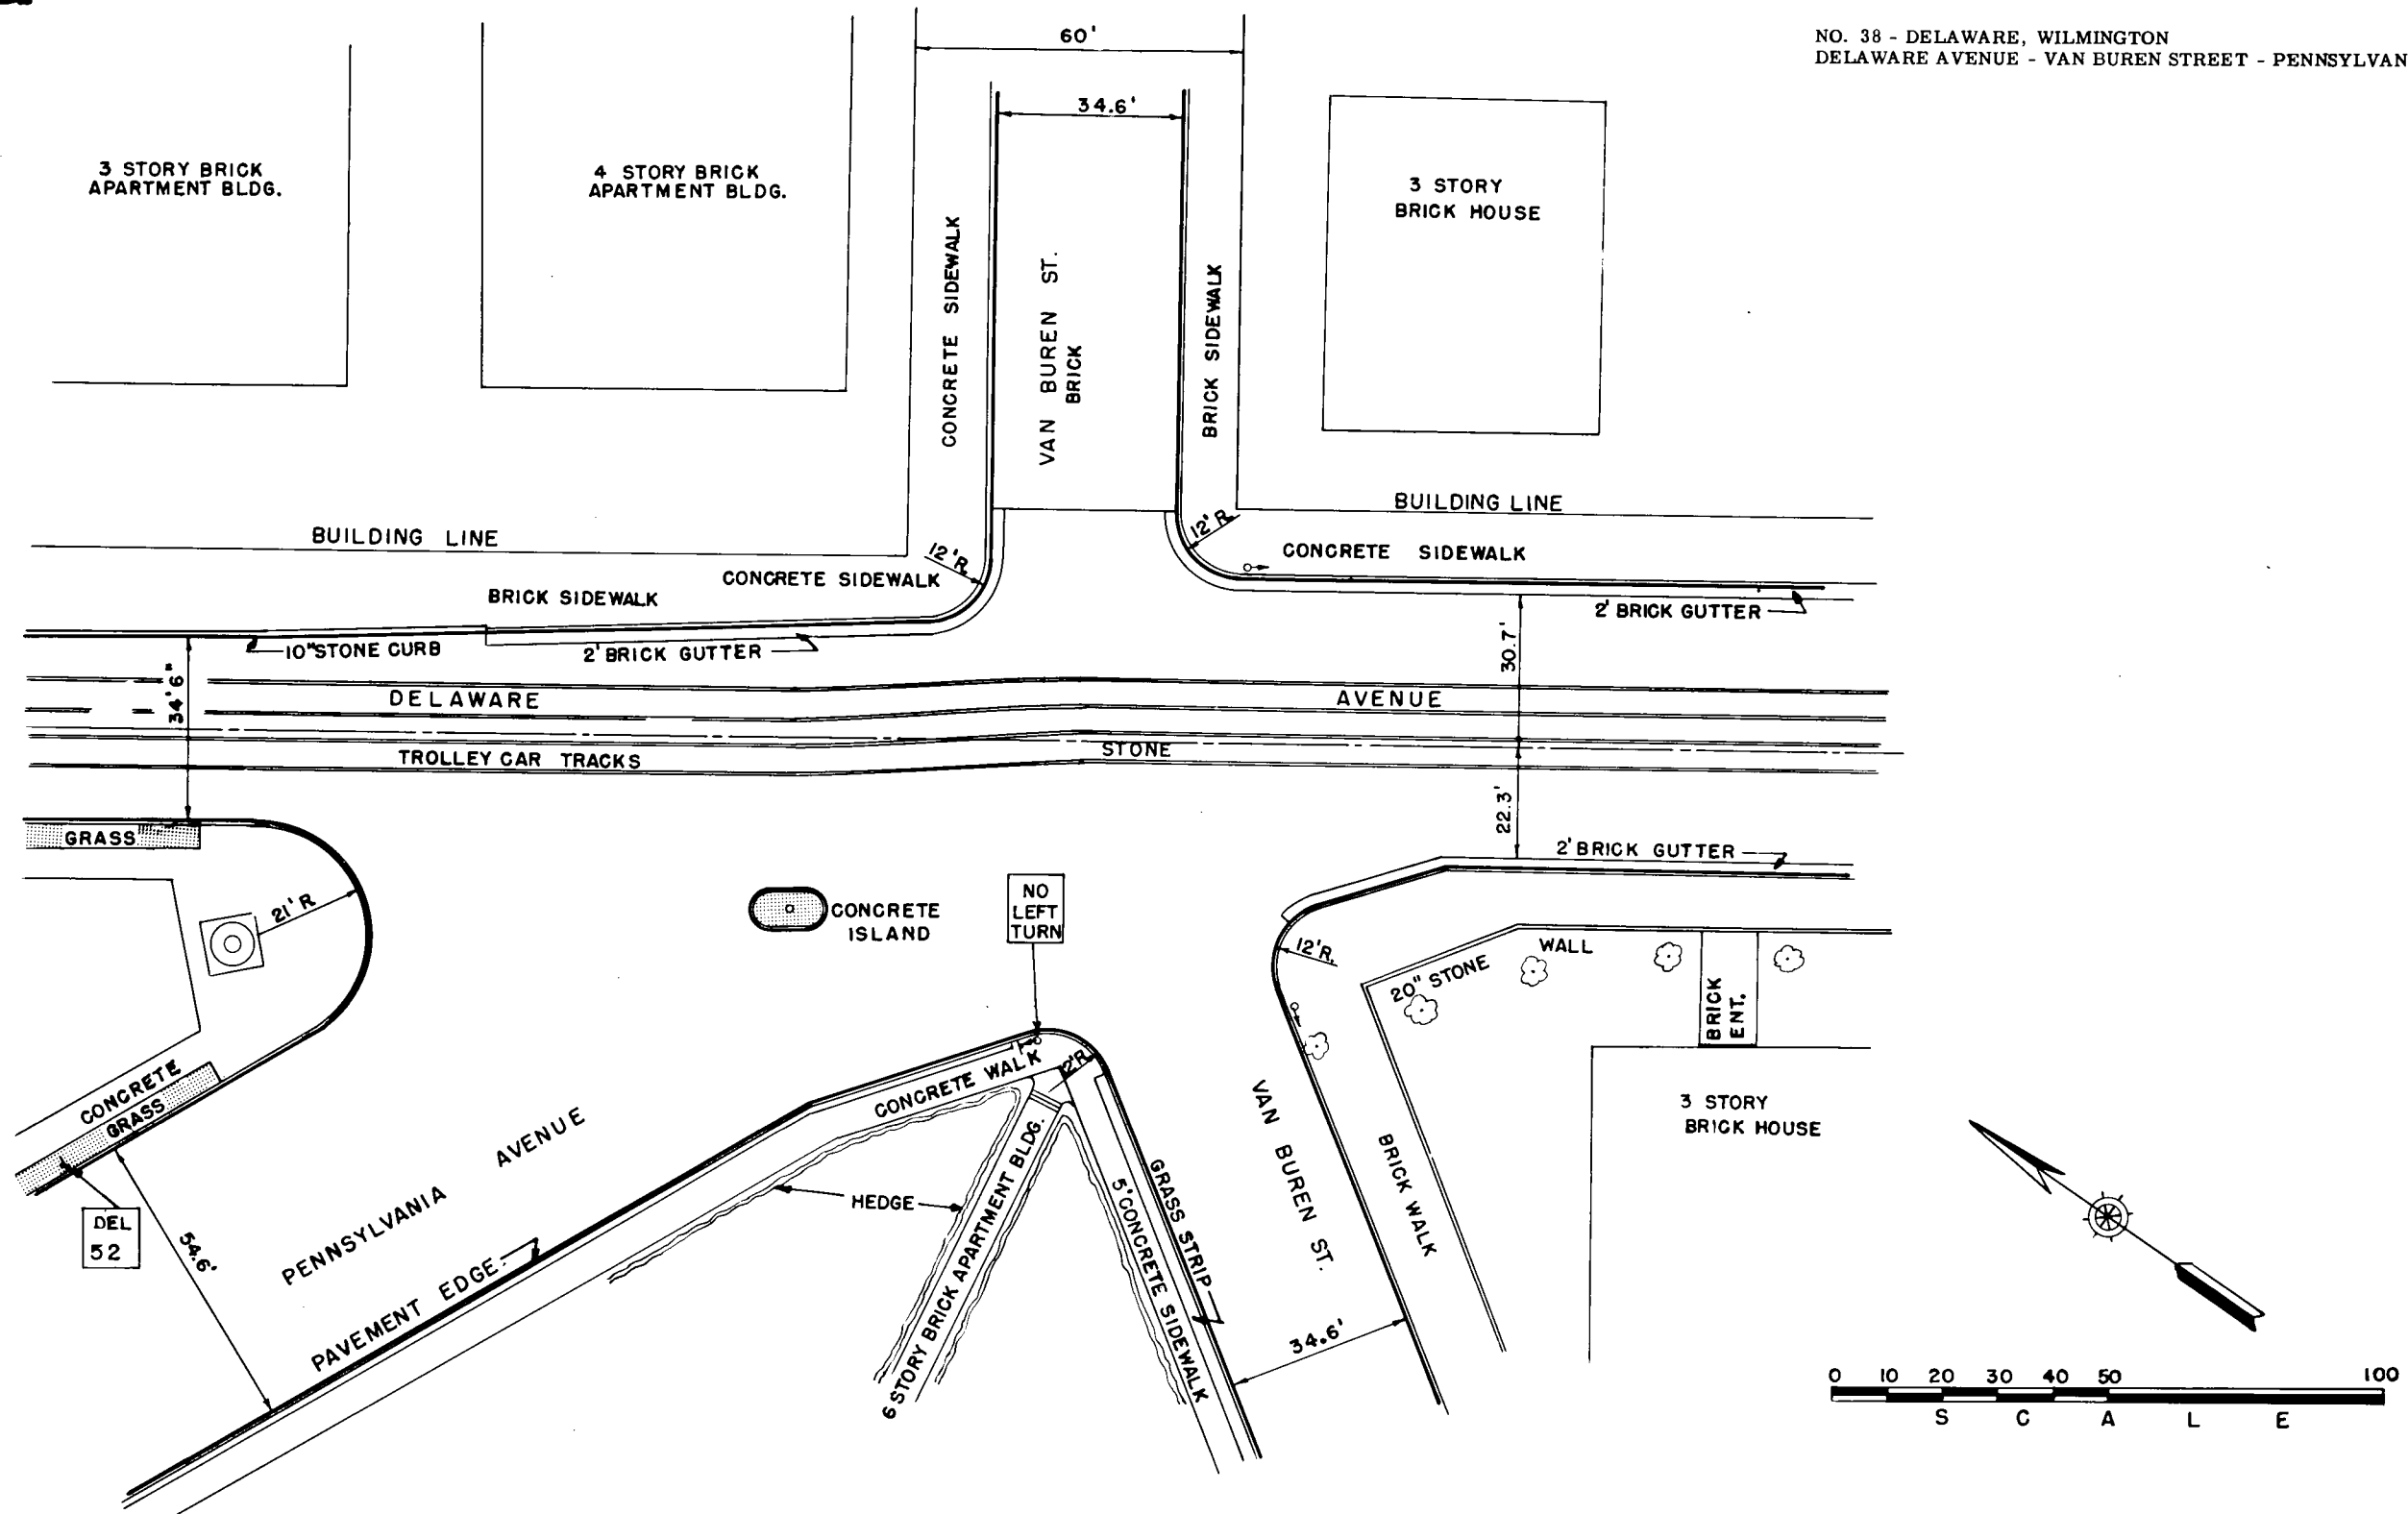 NO. 38 - DELAWARE, WILMINGTON
DELAWARE AVENUE - VAN BUREN STREET - PENNSYLVAN
60'
34.6'
3 STORY BRICK
APARTMENT BLDG.
4 STORY BRICK
APARTMENT BLDG.
3 STORY
BRICK HOUSE
CONCRETE SIDEWALK
VAN BUREN ST.
BRICK
BRICK SIDEWALK
BUILDING LINE
BUILDING LINE
12'R.
12'R.
CONCRETE SIDEWALK
CONCRETE SIDEWALK
BRICK SIDEWALK
2' BRICK GUTTER
10" STONE CURB
2' BRICK GUTTER
34'6"
30.7'
DELAWARE AVENUE
STONE
TROLLEY CAR TRACKS
22.3'
GRASS
2' BRICK GUTTER
21'R
CONCRETE
ISLAND
NO
LEFT
TURN
12'R.
20" STONE WALL
BRICK
ENT.
CONCRETE
GRASS
CONCRETE WALK
DEL
52
54.6'
PENNSYLVANIA AVENUE
PAVEMENT EDGE
HEDGE
6 STORY BRICK APARTMENT BLDG.
5' CONCRETE SIDEWALK
GRASS STRIP
VAN BUREN ST.
BRICK WALK
34.6'
3 STORY
BRICK HOUSE
0 10 20 30 40 50 100
SCALE